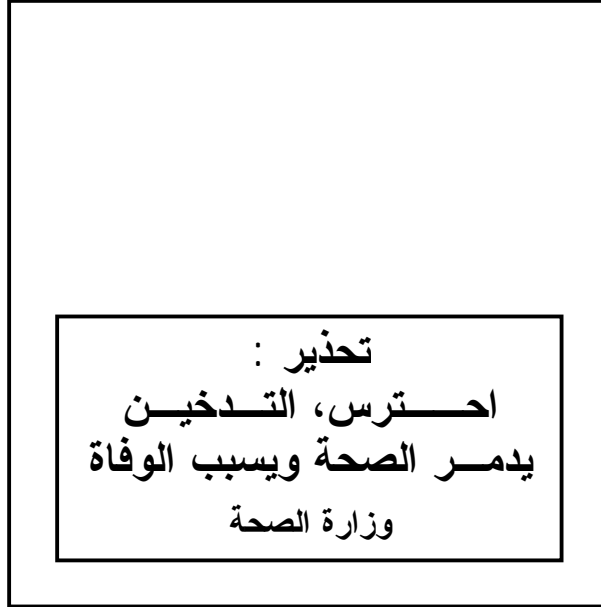 تحذير :
احترس، التدخين
يدمر الصحة ويسبب الوفاة
وزارة الصحة